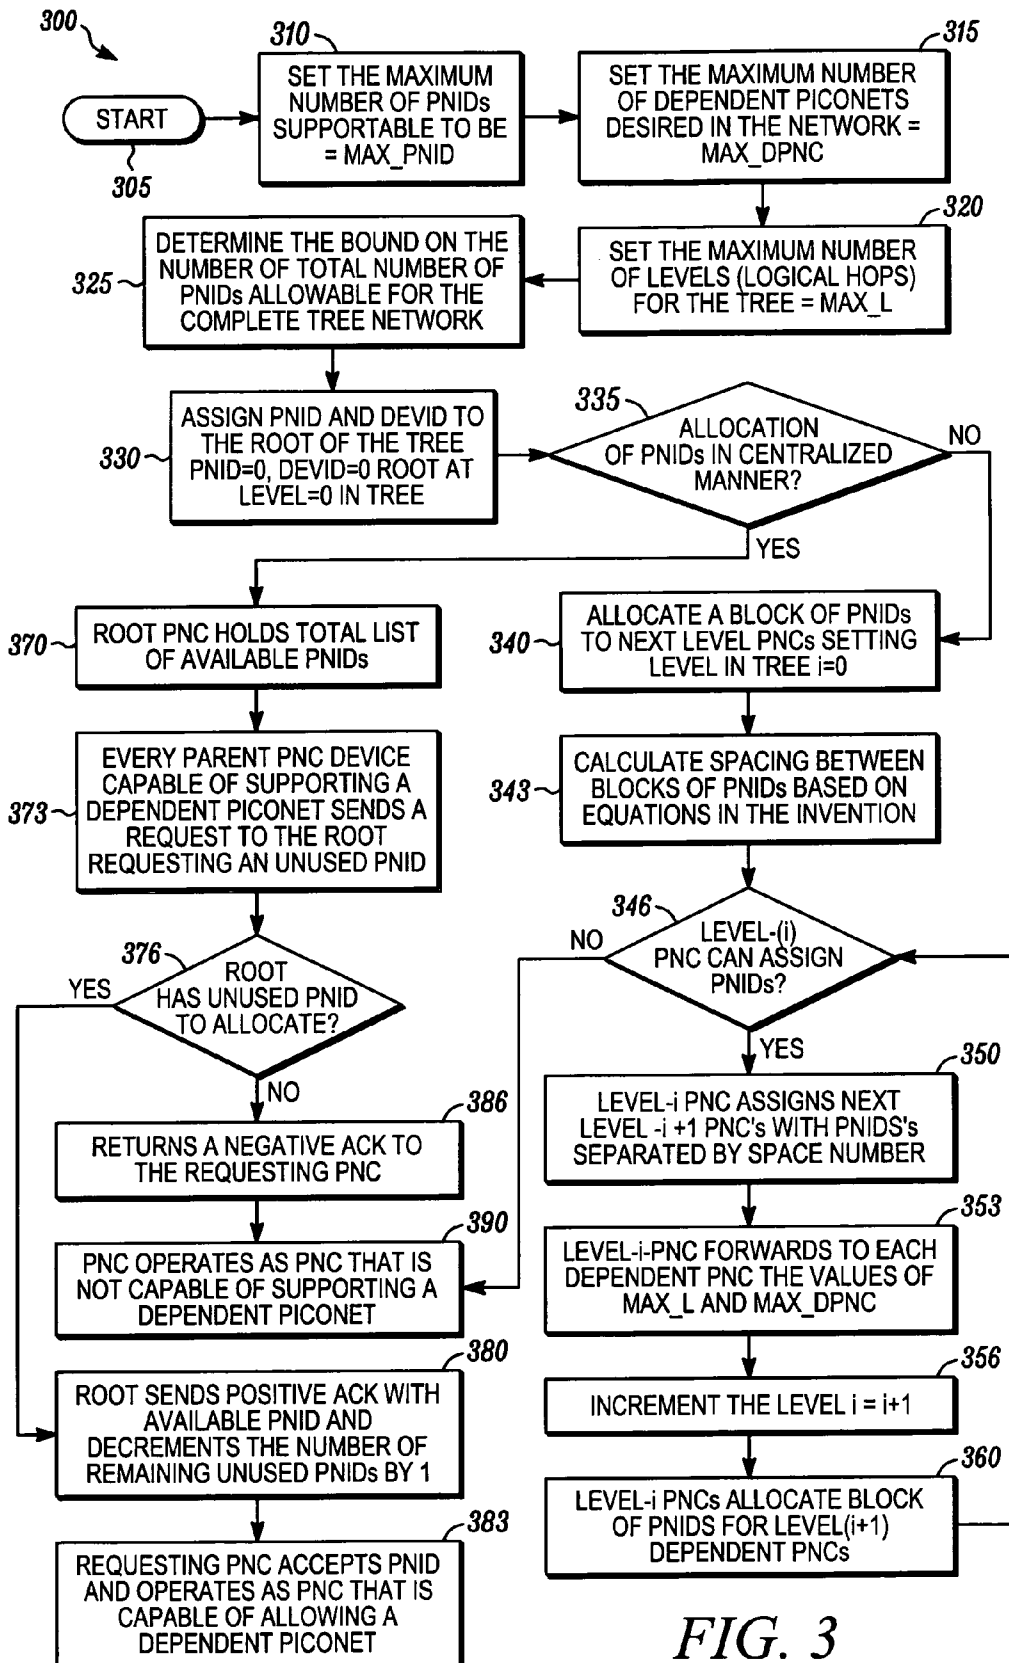 300
START
305
310
SET THE MAXIMUM
NUMBER OF PNIDs
SUPPORTABLE TO BE
= MAX_PNID
315
SET THE MAXIMUM NUMBER
OF DEPENDENT PICONETS
DESIRED IN THE NETWORK =
MAX_DPNC
320
SET THE MAXIMUM NUMBER
OF LEVELS (LOGICAL HOPS)
FOR THE TREE = MAX_L
325
DETERMINE THE BOUND ON THE
NUMBER OF TOTAL NUMBER OF
PNIDs ALLOWABLE FOR THE
COMPLETE TREE NETWORK
330
ASSIGN PNID AND DEVID TO
THE ROOT OF THE TREE
PNID=0, DEVID=0 ROOT AT
LEVEL=0 IN TREE
335
ALLOCATION
OF PNIDs IN CENTRALIZED
MANNER?
NO
YES
370
ROOT PNC HOLDS TOTAL LIST
OF AVAILABLE PNIDs
373
EVERY PARENT PNC DEVICE
CAPABLE OF SUPPORTING A
DEPENDENT PICONET SENDS A
REQUEST TO THE ROOT
REQUESTING AN UNUSED PNID
376
ROOT
HAS UNUSED PNID
TO ALLOCATE?
YES
NO
386
RETURNS A NEGATIVE ACK TO
THE REQUESTING PNC
390
PNC OPERATES AS PNC THAT IS
NOT CAPABLE OF SUPPORTING A
DEPENDENT PICONET
380
ROOT SENDS POSITIVE ACK WITH
AVAILABLE PNID AND
DECREMENTS THE NUMBER OF
REMAINING UNUSED PNIDs BY 1
383
REQUESTING PNC ACCEPTS PNID
AND OPERATES AS PNC THAT IS
CAPABLE OF ALLOWING A
DEPENDENT PICONET
340
ALLOCATE A BLOCK OF PNIDs
TO NEXT LEVEL PNCs SETTING
LEVEL IN TREE i=0
343
CALCULATE SPACING BETWEEN
BLOCKS OF PNIDs BASED ON
EQUATIONS IN THE INVENTION
346
LEVEL-(i)
PNC CAN ASSIGN
PNIDs?
NO
YES
350
LEVEL-i PNC ASSIGNS NEXT
LEVEL -i +1 PNC's WITH PNIDS's
SEPARATED BY SPACE NUMBER
353
LEVEL-i-PNC FORWARDS TO EACH
DEPENDENT PNC THE VALUES OF
MAX_L AND MAX_DPNC
356
INCREMENT THE LEVEL i = i+1
360
LEVEL-i PNCs ALLOCATE BLOCK
OF PNIDS FOR LEVEL(i+1)
DEPENDENT PNCs
FIG. 3